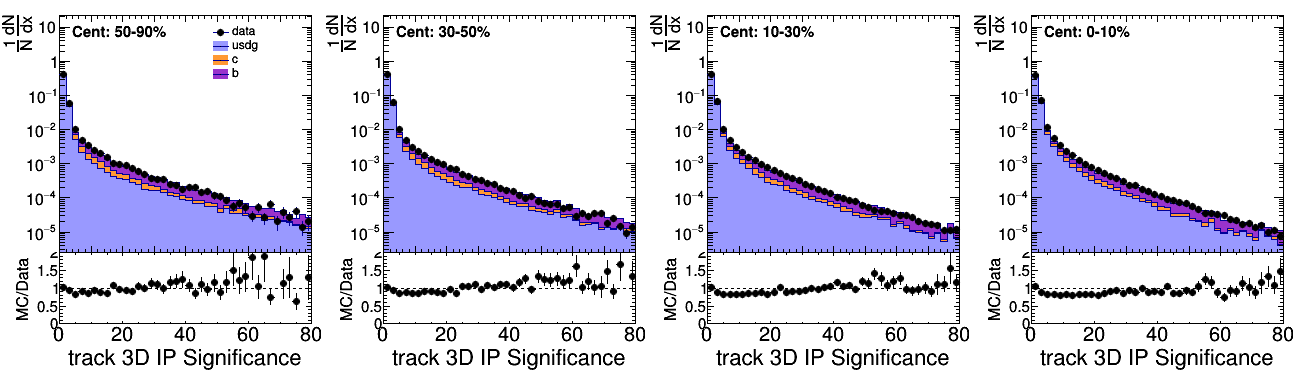 1 dN
N dx
Cent: 50-90%
data
usdg
c
b
10
1
10⁻¹
10⁻²
10⁻³
10⁻⁴
10⁻⁵
MC/Data
2
1.5
1
0.5
0
0 20 40 60 80
track 3D IP Significance
1 dN
N dx
Cent: 30-50%
10
1
10⁻¹
10⁻²
10⁻³
10⁻⁴
10⁻⁵
MC/Data
2
1.5
1
0.5
0
0 20 40 60 80
track 3D IP Significance
1 dN
N dx
Cent: 10-30%
10
1
10⁻¹
10⁻²
10⁻³
10⁻⁴
10⁻⁵
MC/Data
2
1.5
1
0.5
0
0 20 40 60 80
track 3D IP Significance
1 dN
N dx
Cent: 0-10%
10
1
10⁻¹
10⁻²
10⁻³
10⁻⁴
10⁻⁵
MC/Data
2
1.5
1
0.5
0
0 20 40 60 80
track 3D IP Significance